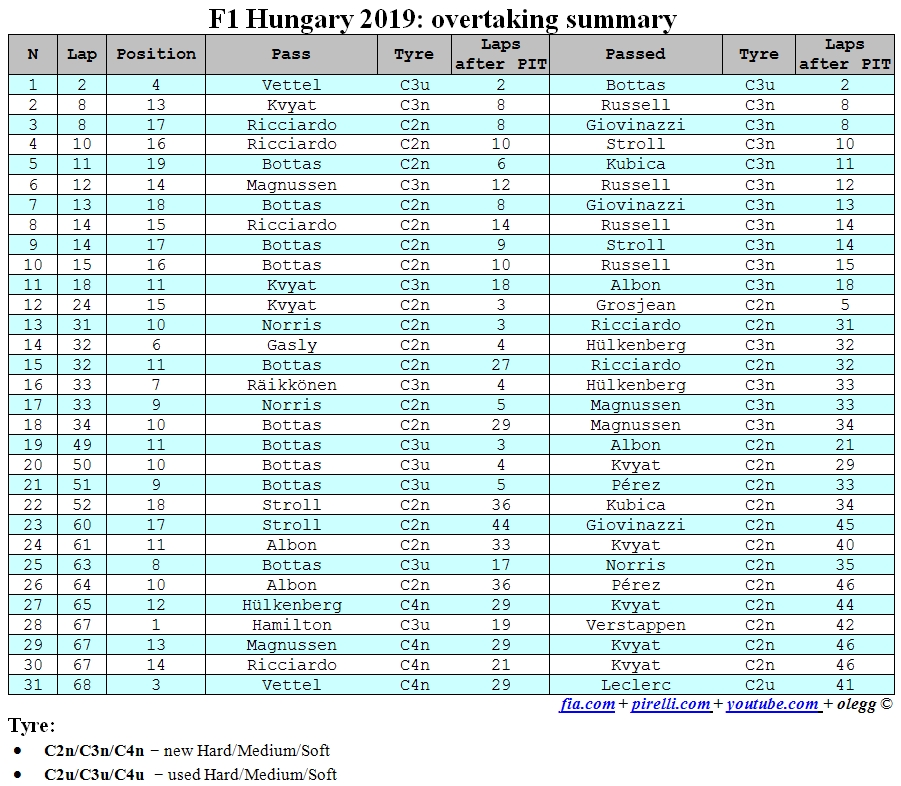 F1 Hungary 2019: overtaking summary
N Lap Position Pass Tyre Laps after PIT Passed Tyre Laps after PIT
1 2 4 Vettel C3u 2 Bottas C3u 2
2 8 13 Kvyat C3n 8 Russell C3n 8
3 8 17 Ricciardo C2n 8 Giovinazzi C3n 8
4 10 16 Ricciardo C2n 10 Stroll C3n 10
5 11 19 Bottas C2n 6 Kubica C3n 11
6 12 14 Magnussen C3n 12 Russell C3n 12
7 13 18 Bottas C2n 8 Giovinazzi C3n 13
8 14 15 Ricciardo C2n 14 Russell C3n 14
9 14 17 Bottas C2n 9 Stroll C3n 14
10 15 16 Bottas C2n 10 Russell C3n 15
11 18 11 Kvyat C3n 18 Albon C3n 18
12 24 15 Kvyat C2n 3 Grosjean C2n 5
13 31 10 Norris C2n 3 Ricciardo C2n 31
14 32 6 Gasly C2n 4 Hülkenberg C3n 32
15 32 11 Bottas C2n 27 Ricciardo C2n 32
16 33 7 Räikkönen C3n 4 Hülkenberg C3n 33
17 33 9 Norris C2n 5 Magnussen C3n 33
18 34 10 Bottas C2n 29 Magnussen C3n 34
19 49 11 Bottas C3u 3 Albon C2n 21
20 50 10 Bottas C3u 4 Kvyat C2n 29
21 51 9 Bottas C3u 5 Pérez C2n 33
22 52 18 Stroll C2n 36 Kubica C2n 34
23 60 17 Stroll C2n 44 Giovinazzi C2n 45
24 61 11 Albon C2n 33 Kvyat C2n 40
25 63 8 Bottas C3u 17 Norris C2n 35
26 64 10 Albon C2n 36 Pérez C2n 46
27 65 12 Hülkenberg C4n 29 Kvyat C2n 44
28 67 1 Hamilton C3u 19 Verstappen C2n 42
29 67 13 Magnussen C4n 29 Kvyat C2n 46
30 67 14 Ricciardo C4n 21 Kvyat C2n 46
31 68 3 Vettel C4n 29 Leclerc C2u 41
fia.com + pirelli.com + youtube.com + olegg ©
Tyre:
• C2n/C3n/C4n − new Hard/Medium/Soft
• C2u/C3u/C4u − used Hard/Medium/Soft